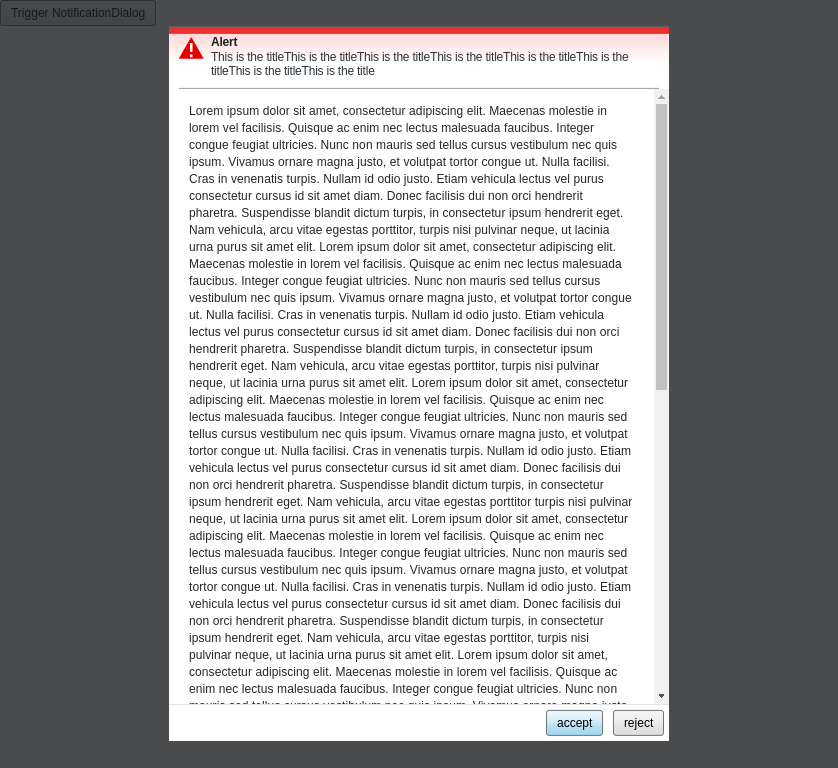 Trigger NotificationDialog
Alert
This is the titleThis is the titleThis is the titleThis is the titleThis is the titleThis is the
titleThis is the titleThis is the title
Lorem ipsum dolor sit amet, consectetur adipiscing elit. Maecenas molestie in
lorem vel facilisis. Quisque ac enim nec lectus malesuada faucibus. Integer
congue feugiat ultricies. Nunc non mauris sed tellus cursus vestibulum nec quis
ipsum. Vivamus ornare magna justo, et volutpat tortor congue ut. Nulla facilisi.
Cras in venenatis turpis. Nullam id odio justo. Etiam vehicula lectus vel purus
consectetur cursus id sit amet diam. Donec facilisis dui non orci hendrerit
pharetra. Suspendisse blandit dictum turpis, in consectetur ipsum hendrerit eget.
Nam vehicula, arcu vitae egestas porttitor, turpis nisi pulvinar neque, ut lacinia
urna purus sit amet elit. Lorem ipsum dolor sit amet, consectetur adipiscing elit.
Maecenas molestie in lorem vel facilisis. Quisque ac enim nec lectus malesuada
faucibus. Integer congue feugiat ultricies. Nunc non mauris sed tellus cursus
vestibulum nec quis ipsum. Vivamus ornare magna justo, et volutpat tortor congue
ut. Nulla facilisi. Cras in venenatis turpis. Nullam id odio justo. Etiam vehicula
lectus vel purus consectetur cursus id sit amet diam. Donec facilisis dui non orci
hendrerit pharetra. Suspendisse blandit dictum turpis, in consectetur ipsum
hendrerit eget. Nam vehicula, arcu vitae egestas porttitor, turpis nisi pulvinar
neque, ut lacinia urna purus sit amet elit. Lorem ipsum dolor sit amet, consectetur
adipiscing elit. Maecenas molestie in lorem vel facilisis. Quisque ac enim nec
lectus malesuada faucibus. Integer congue feugiat ultricies. Nunc non mauris sed
tellus cursus vestibulum nec quis ipsum. Vivamus ornare magna justo, et volutpat
tortor congue ut. Nulla facilisi. Cras in venenatis turpis. Nullam id odio justo. Etiam
vehicula lectus vel purus consectetur cursus id sit amet diam. Donec facilisis dui
non orci hendrerit pharetra. Suspendisse blandit dictum turpis, in consectetur
ipsum hendrerit eget. Nam vehicula, arcu vitae egestas porttitor turpis nisi pulvinar
neque, ut lacinia urna purus sit amet elit. Lorem ipsum dolor sit amet, consectetur
adipiscing elit. Maecenas molestie in lorem vel facilisis. Quisque ac enim nec
lectus malesuada faucibus. Integer congue feugiat ultricies. Nunc non mauris sed
tellus cursus vestibulum nec quis ipsum. Vivamus ornare magna justo, et volutpat
tortor congue ut. Nulla facilisi. Cras in venenatis turpis. Nullam id odio justo. Etiam
vehicula lectus vel purus consectetur cursus id sit amet diam. Donec facilisis dui
non orci hendrerit pharetra. Suspendisse blandit dictum turpis, in consectetur
ipsum hendrerit eget. Nam vehicula, arcu vitae egestas porttitor, turpis nisi
pulvinar neque, ut lacinia urna purus sit amet elit. Lorem ipsum dolor sit amet,
consectetur adipiscing elit. Maecenas molestie in lorem vel facilisis. Quisque ac
enim nec lectus malesuada faucibus. Integer congue feugiat ultricies. Nunc non
accept
reject